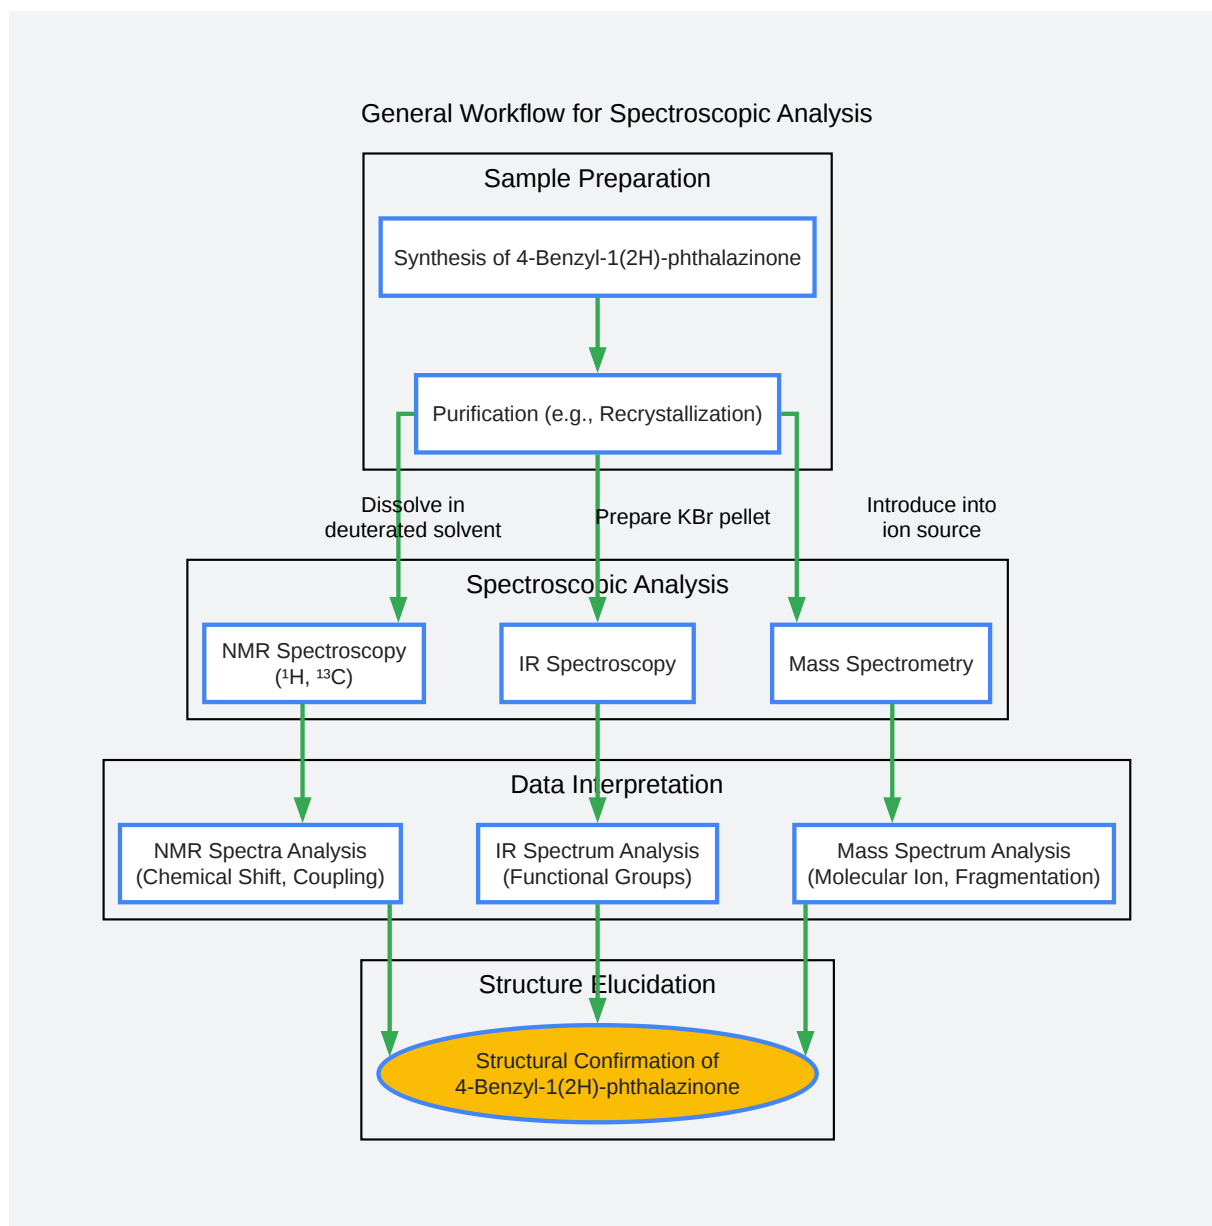 General Workflow for Spectroscopic Analysis
Sample Preparation
Synthesis of 4-Benzyl-1(2H)-phthalazinone
Purification (e.g., Recrystallization)
Dissolve in
deuterated solvent
Prepare KBr pellet
Introduce into
ion source
Spectroscopic Analysis
NMR Spectroscopy
(¹H, ¹³C)
IR Spectroscopy
Mass Spectrometry
Data Interpretation
NMR Spectra Analysis
(Chemical Shift, Coupling)
IR Spectrum Analysis
(Functional Groups)
Mass Spectrum Analysis
(Molecular Ion, Fragmentation)
Structure Elucidation
Structural Confirmation of
4-Benzyl-1(2H)-phthalazinone